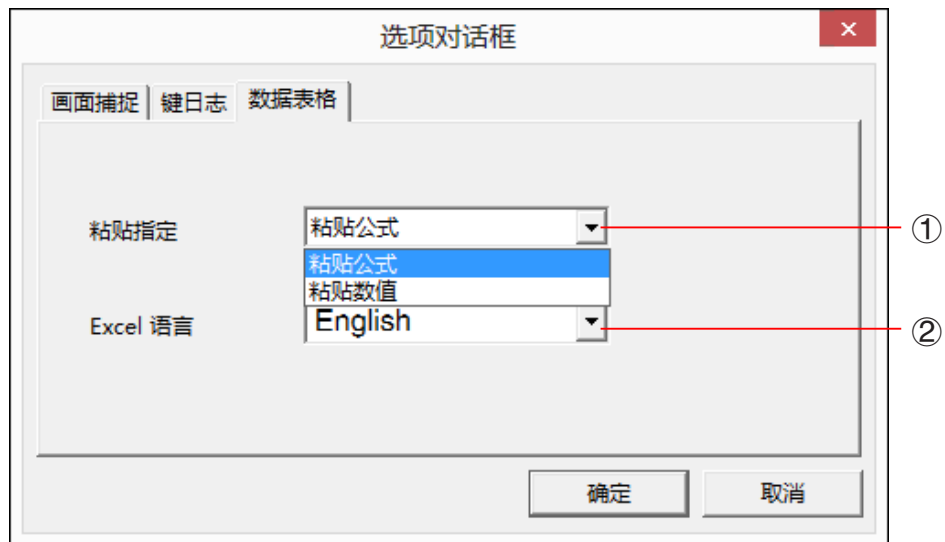 选项对话框
画面捕捉 键日志 数据表格
粘贴指定 粘贴公式 ①
粘贴公式
粘贴数值
Excel 语言 English ②
确定 取消